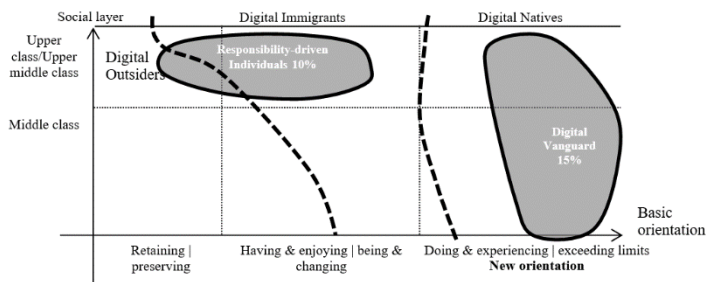 Social layer
Digital Immigrants
Digital Natives
Upper
class/Upper
middle class
Digital
Outsiders
Responsibility-driven
Individuals 10%
Middle class
Digital
Vanguard
15%
Basic
orientation
Retaining |
preserving
Having & enjoying | being &
changing
Doing & experiencing | exceeding limits
New orientation